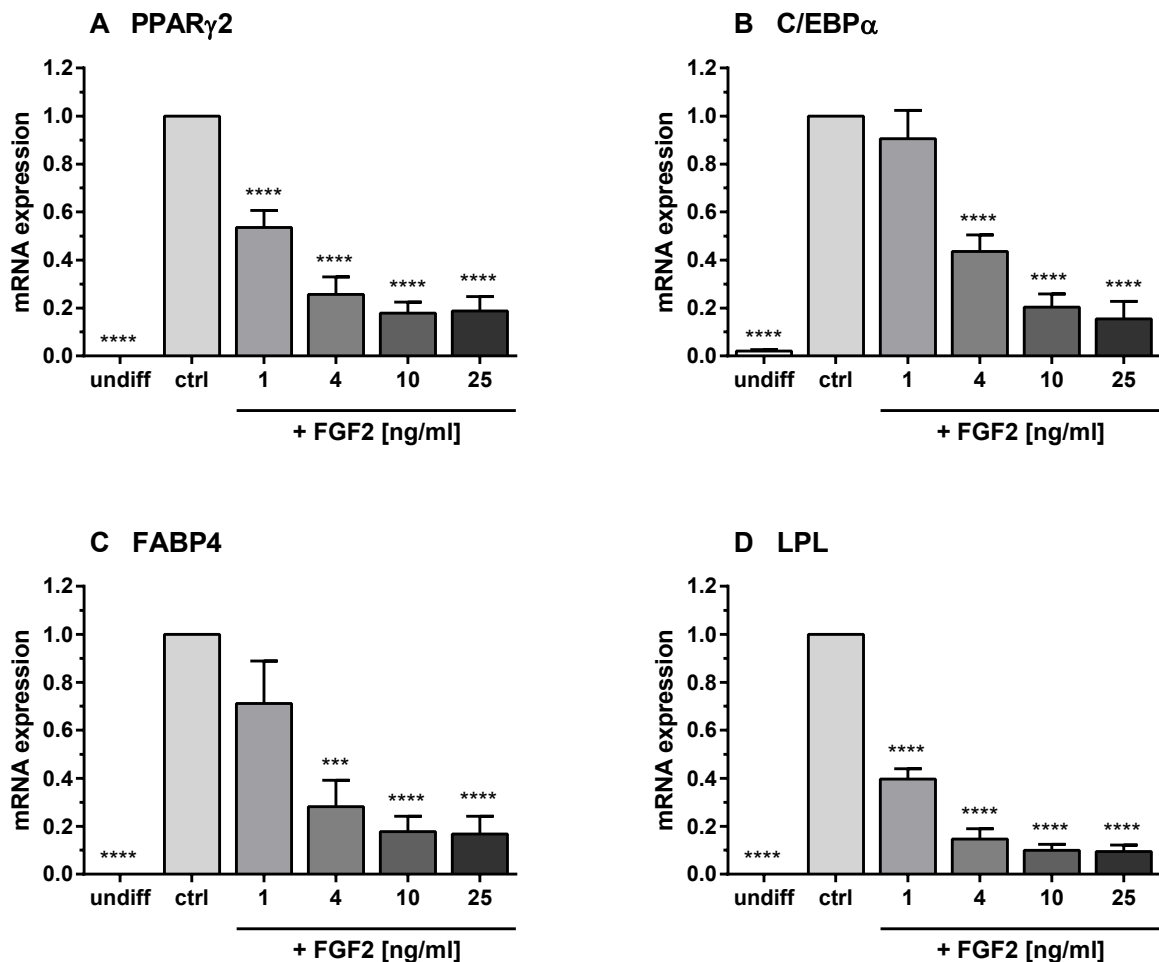 A PPARγ2
mRNA expression
1.2
1.0
0.8
0.6
0.4
0.2
0.0
****
****
****
****
****
undiff ctrl 1 4 10 25
+ FGF2 [ng/ml]
B C/EBPα
mRNA expression
1.2
1.0
0.8
0.6
0.4
0.2
0.0
****
****
****
****
undiff ctrl 1 4 10 25
+ FGF2 [ng/ml]
C FABP4
mRNA expression
1.2
1.0
0.8
0.6
0.4
0.2
0.0
****
***
****
****
undiff ctrl 1 4 10 25
+ FGF2 [ng/ml]
D LPL
mRNA expression
1.2
1.0
0.8
0.6
0.4
0.2
0.0
****
****
****
****
****
undiff ctrl 1 4 10 25
+ FGF2 [ng/ml]